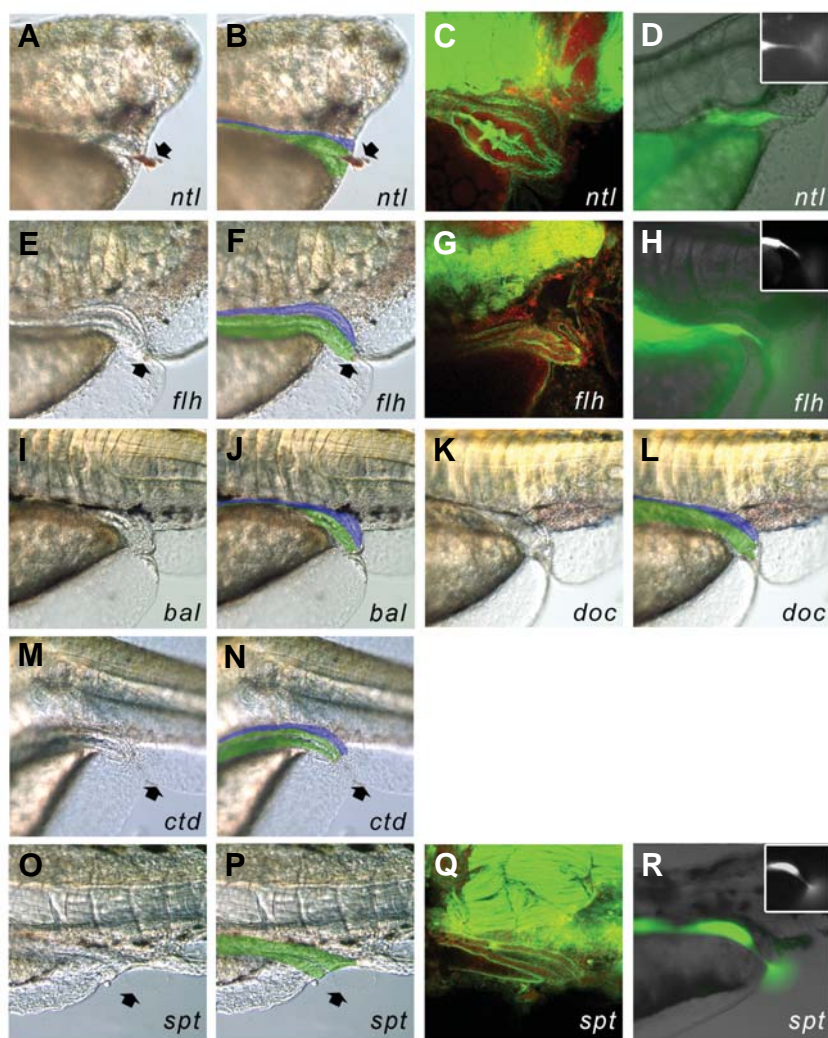 A B C D
ntl ntl ntl ntl
E F G H
flh flh flh flh
I J K L
bal bal doc doc
M N
ctd ctd
O P Q R
spt spt spt spt